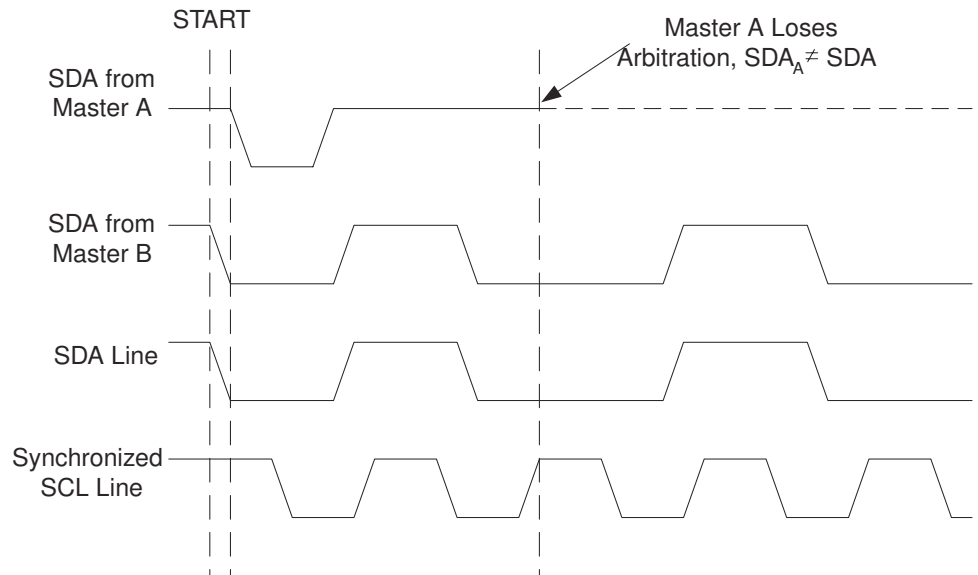 START
Master A Loses
Arbitration, SDA_A ≠ SDA
SDA from
Master A
SDA from
Master B
SDA Line
Synchronized
SCL Line